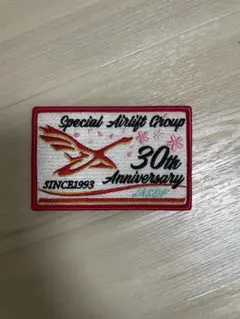 Special Airlift Group
30th
Anniversary
SINCE1993
JASDF